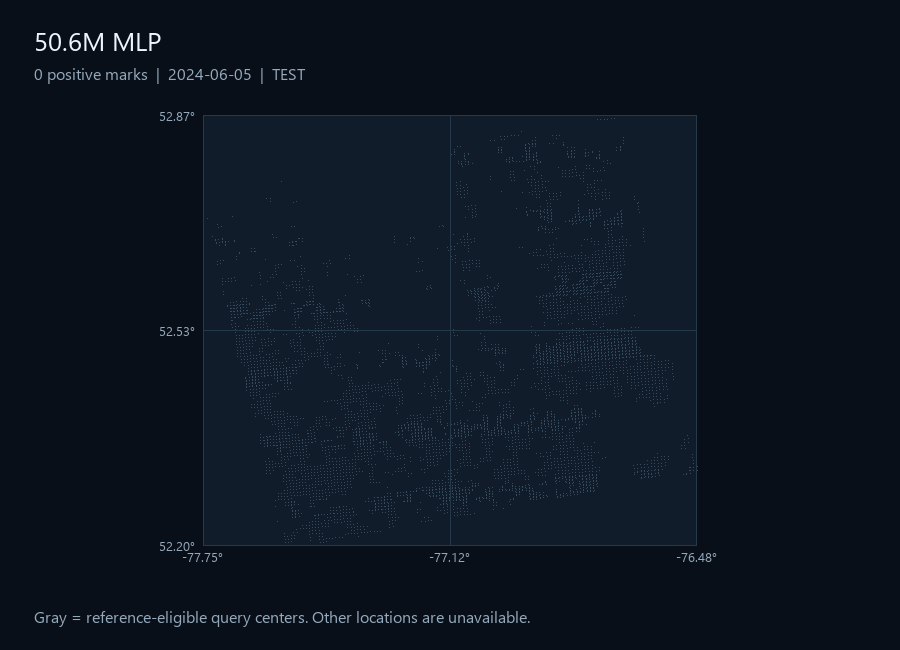 50.6M MLP
0 positive marks | 2024-06-05 | TEST
52.87°
52.53°
52.20°
-77.75°
-77.12°
-76.48°
Gray = reference-eligible query centers. Other locations are unavailable.